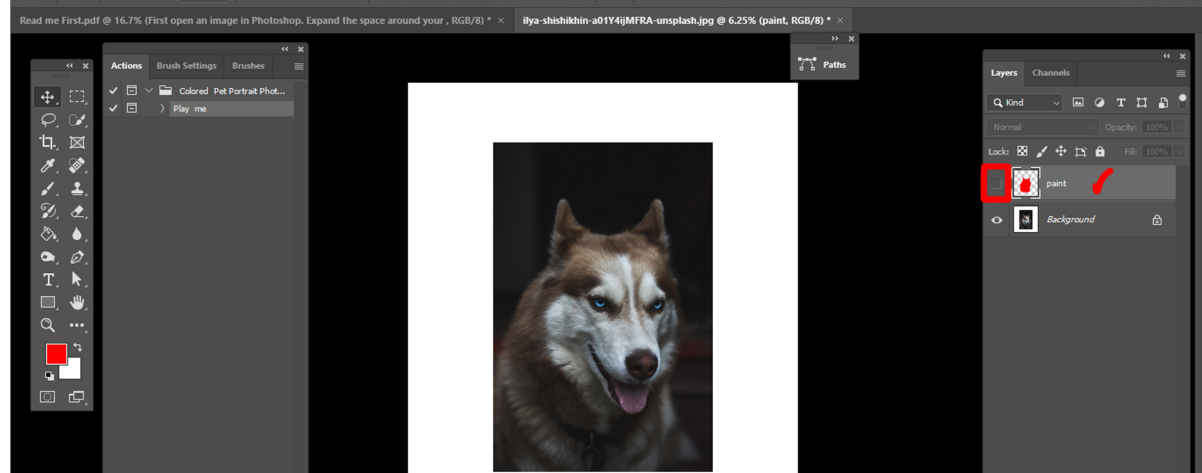 Read me First.pdf @ 16.7% (First open an image in Photoshop. Expand the space around your , RGB/8) * ×
ilya-shishikhin-a01Y4ijMFRA-unsplash.jpg @ 6.25% (paint, RGB/8) * ×
Actions Brush Settings Brushes
Colored Pet Portrait Phot...
Play me
Paths
Layers Channels
Kind
Normal Opacity: 100%
Lock: Fill: 100%
paint
Background